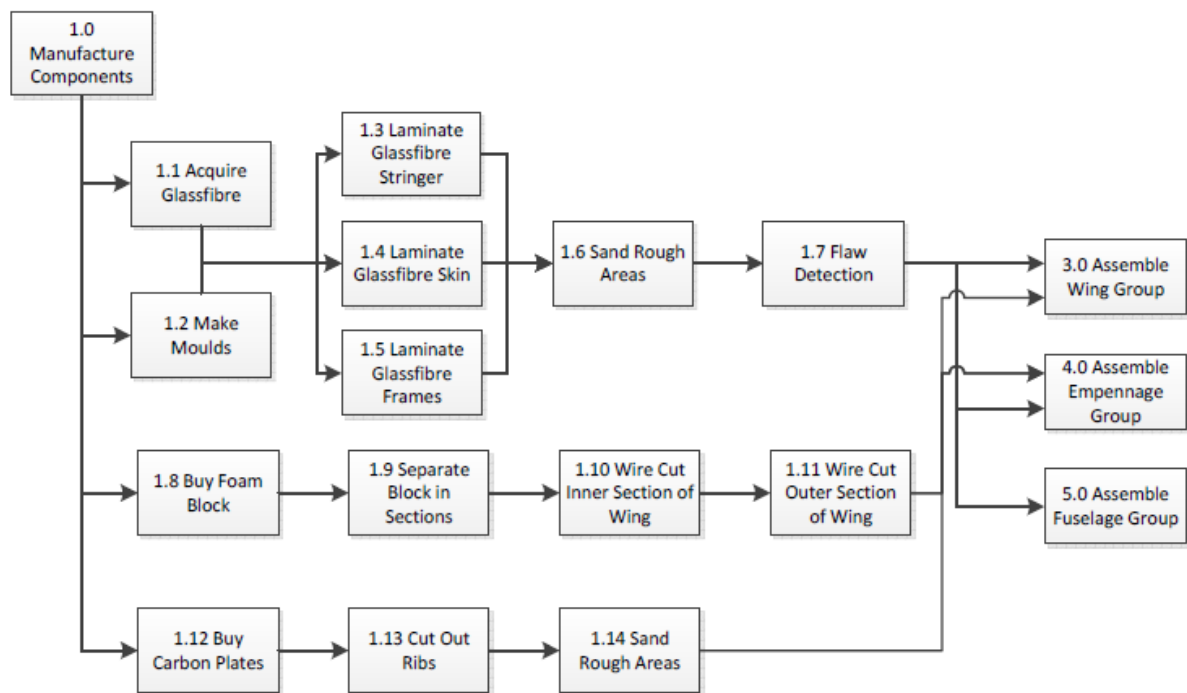 1.0
Manufacture
Components
1.1 Acquire
Glassfibre
1.2 Make
Moulds
1.3 Laminate
Glassfibre
Stringer
1.4 Laminate
Glassfibre Skin
1.5 Laminate
Glassfibre
Frames
1.6 Sand Rough
Areas
1.7 Flaw
Detection
3.0 Assemble
Wing Group
4.0 Assemble
Empennage
Group
5.0 Assemble
Fuselage Group
1.8 Buy Foam
Block
1.9 Separate
Block in
Sections
1.10 Wire Cut
Inner Section of
Wing
1.11 Wire Cut
Outer Section
of Wing
1.12 Buy
Carbon Plates
1.13 Cut Out
Ribs
1.14 Sand
Rough Areas